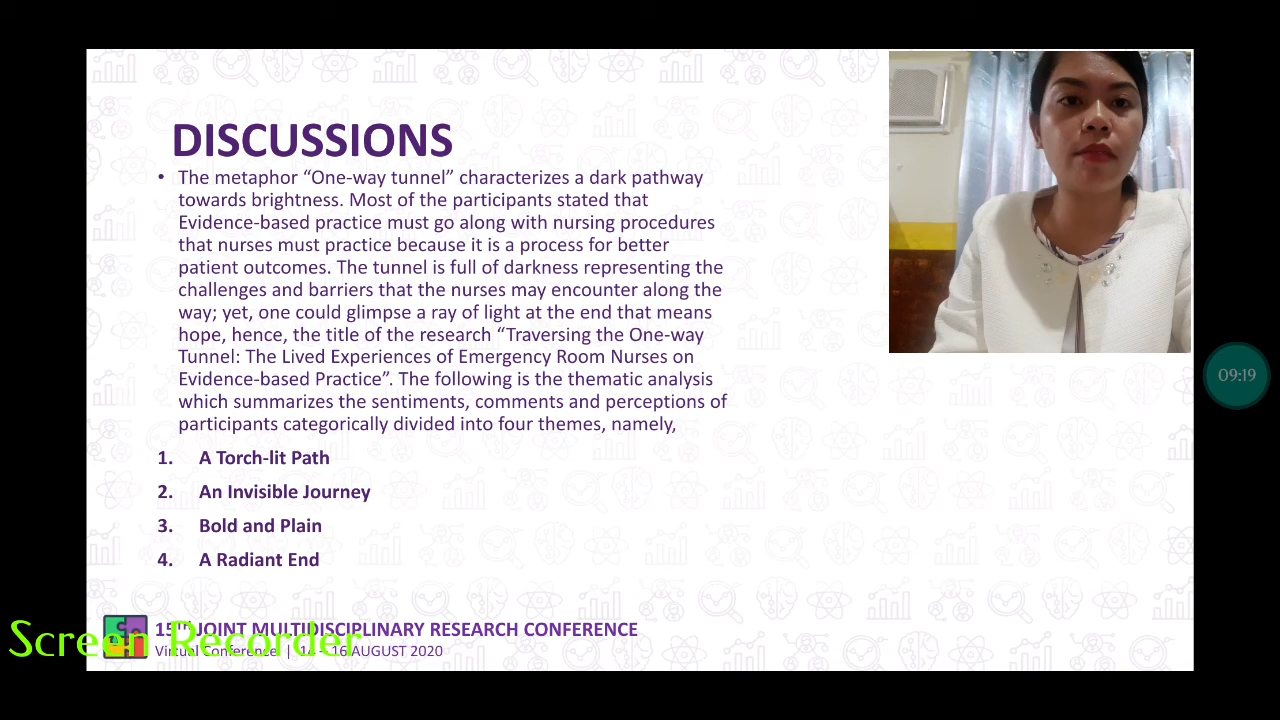 DISCUSSIONS
• The metaphor “One-way tunnel” characterizes a dark pathway
towards brightness. Most of the participants stated that
Evidence-based practice must go along with nursing procedures
that nurses must practice because it is a process for better
patient outcomes. The tunnel is full of darkness representing the
challenges and barriers that the nurses may encounter along the
way; yet, one could glimpse a ray of light at the end that means
hope, hence, the title of the research “Traversing the One-way
Tunnel: The Lived Experiences of Emergency Room Nurses on
Evidence-based Practice”. The following is the thematic analysis
which summarizes the sentiments, comments and perceptions of
participants categorically divided into four themes, namely,
1. A Torch-lit Path
2. An Invisible Journey
3. Bold and Plain
4. A Radiant End
09:19
15TH JOINT MULTIDISCIPLINARY RESEARCH CONFERENCE
Virtual Conference | 16 AUGUST 2020
Screen Recorder